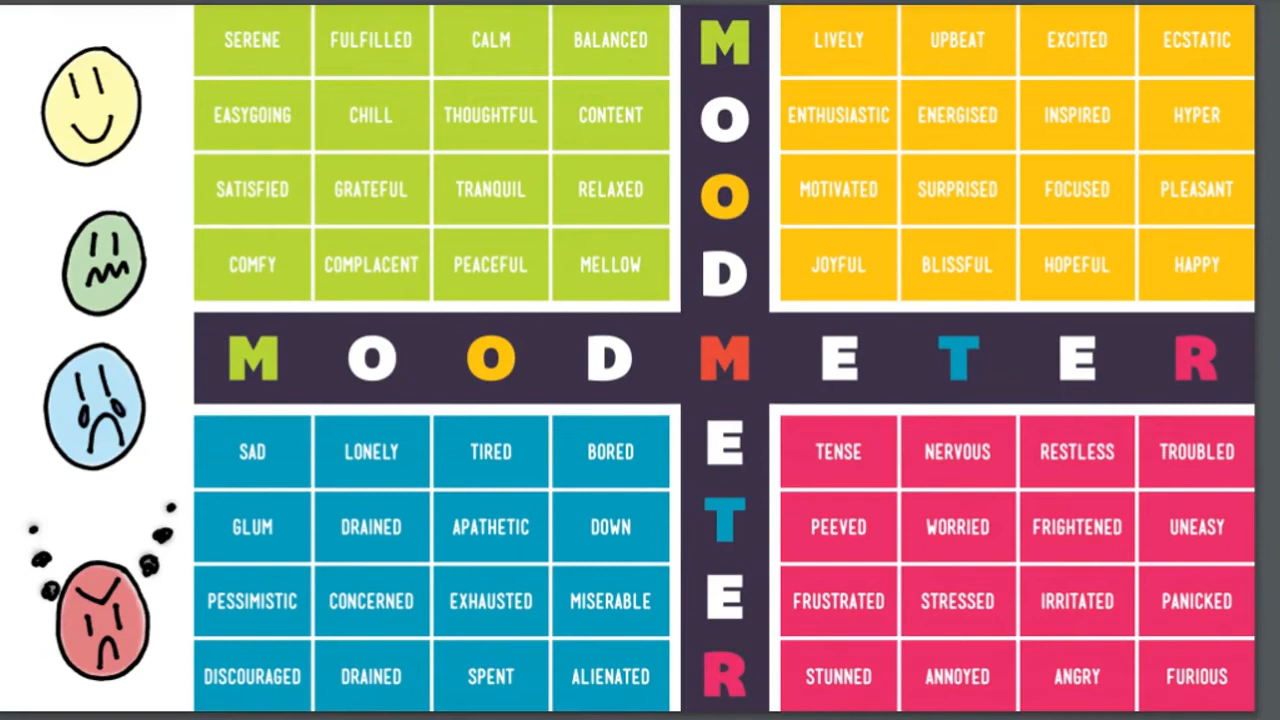 SERENE FULFILLED CALM BALANCED M LIVELY UPBEAT EXCITED ECSTATIC
EASYGOING CHILL THOUGHTFUL CONTENT O ENTHUSIASTIC ENERGISED INSPIRED HYPER
SATISFIED GRATEFUL TRANQUIL RELAXED O MOTIVATED SURPRISED FOCUSED PLEASANT
COMFY COMPLACENT PEACEFUL MELLOW D JOYFUL BLISSFUL HOPEFUL HAPPY
MOOD METER
SAD LONELY TIRED BORED E TENSE NERVOUS RESTLESS TROUBLED
GLUM DRAINED APATHETIC DOWN T PEEVED WORRIED FRIGHTENED UNEASY
PESSIMISTIC CONCERNED EXHAUSTED MISERABLE E FRUSTRATED STRESSED IRRITATED PANICKED
DISCOURAGED DRAINED SPENT ALIENATED R STUNNED ANNOYED ANGRY FURIOUS